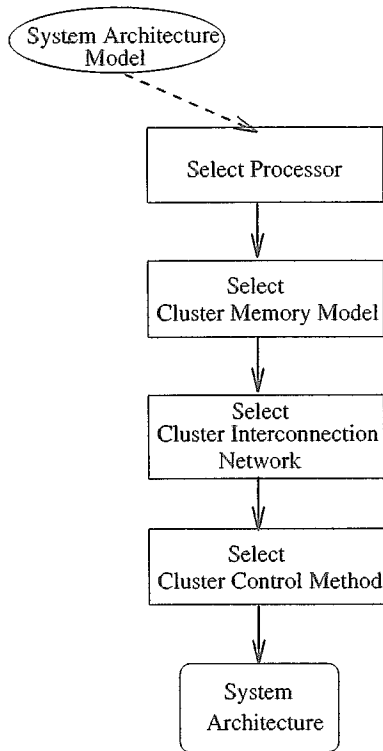 System Architecture
Model
Select Processor
Select
Cluster Memory Model
Select
Cluster Interconnection
Network
Select
Cluster Control Method
System
Architecture